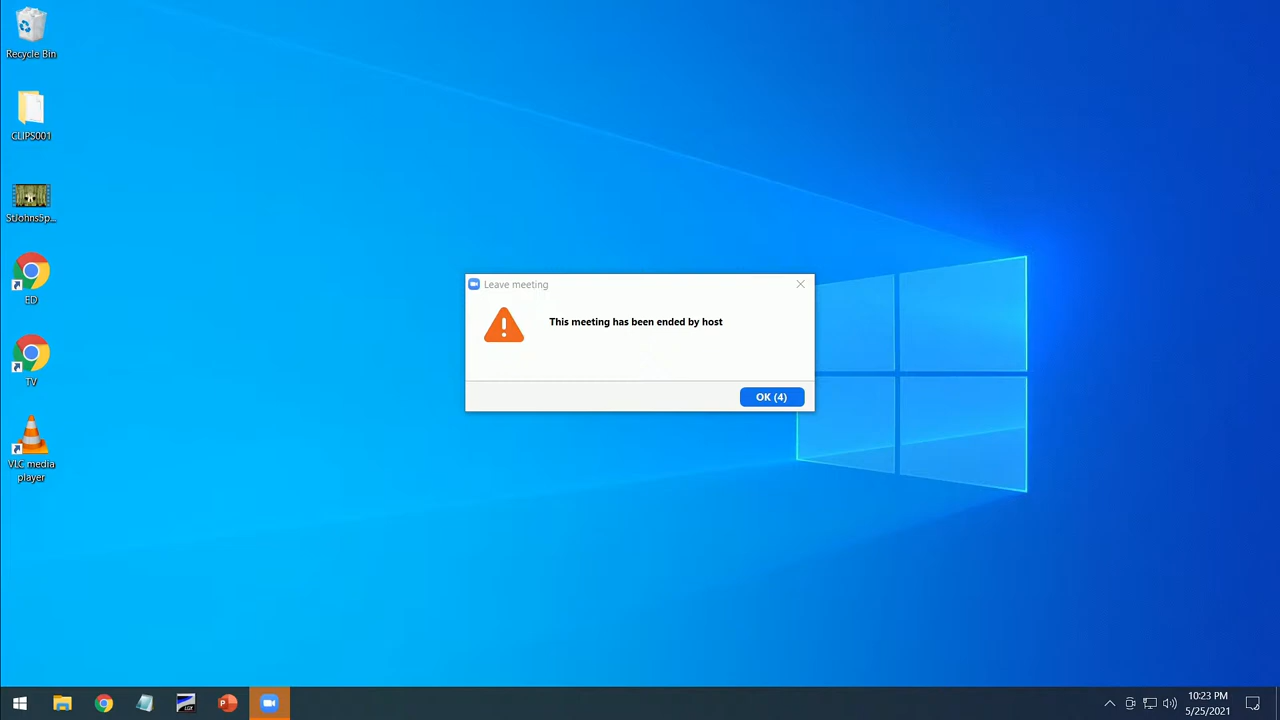 Recycle Bin
CLIPS001
StJohns5p...
ED
TV
VLC media
player
Leave meeting
This meeting has been ended by host
OK (4)
10:23 PM
5/25/2021